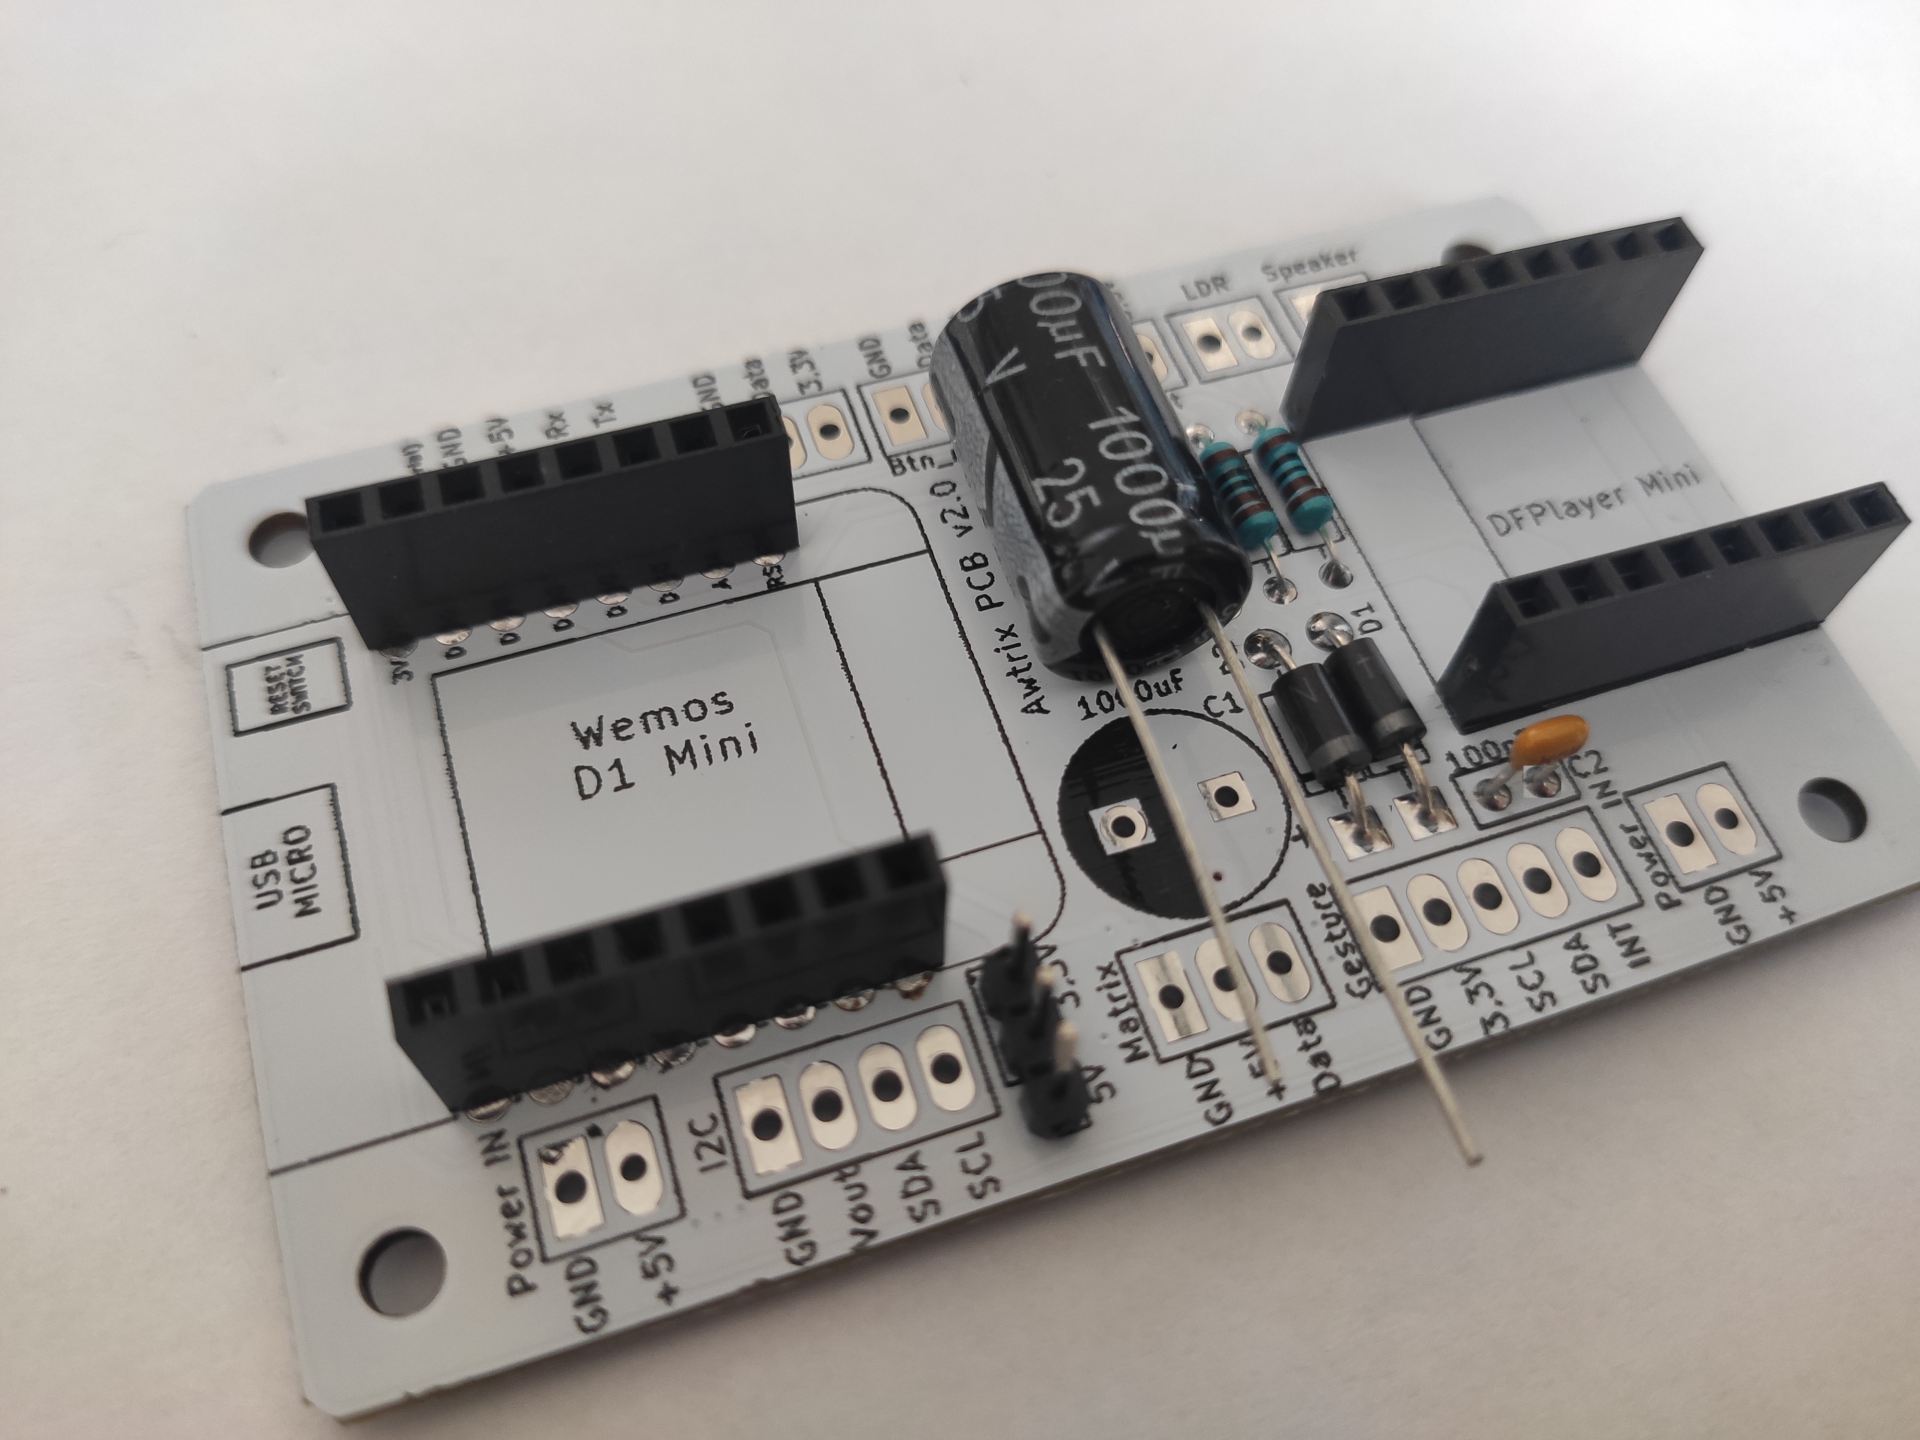 Speaker
LDR
GND
Data
3.3V
GND
Tx
Rx
+5V
GND
Btn_
1000µF
25 V
DFPlayer Mini
Awtrix PCB v2.0
RST
3V
D1
RESET
SWITCH
Wemos
D1 Mini
1000uF
C1
C2
USB
MICRO
+
3.3V
5V
Matrix
GND
+5V
Data
Gesture
GND
3.3V
SCL
SDA
INT
Power IN
GND
+5V
I2C
GND
Vout
SDA
SCL
Power IN
GND
+5V